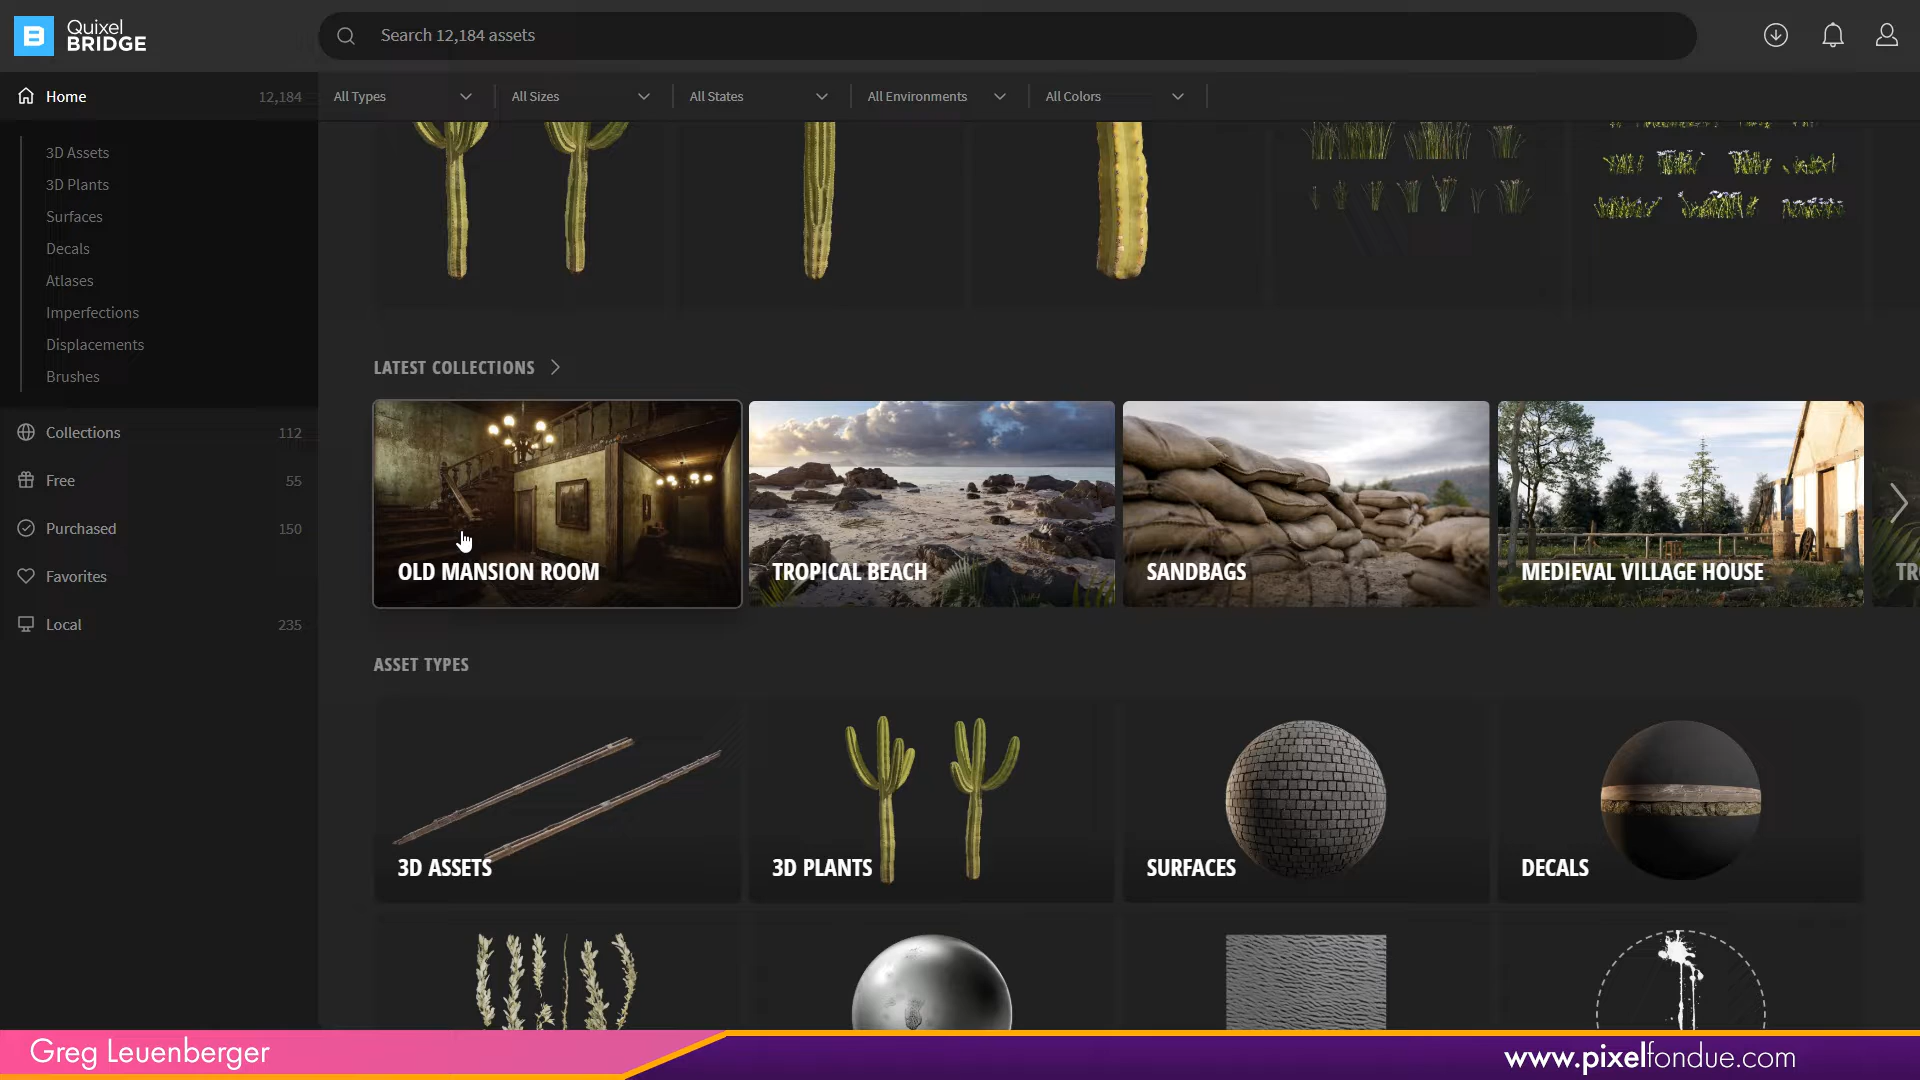 Quixel
BRIDGE
Search 12,184 assets
Home 12,184
All Types
All Sizes
All States
All Environments
All Colors
3D Assets
3D Plants
Surfaces
Decals
Atlases
Imperfections
Displacements
Brushes
Collections 112
Free 55
Purchased 150
Favorites
Local 235
LATEST COLLECTIONS
OLD MANSION ROOM
TROPICAL BEACH
SANDBAGS
MEDIEVAL VILLAGE HOUSE
TR
ASSET TYPES
3D ASSETS
3D PLANTS
SURFACES
DECALS
Greg Leuenberger
www.pixelfondue.com